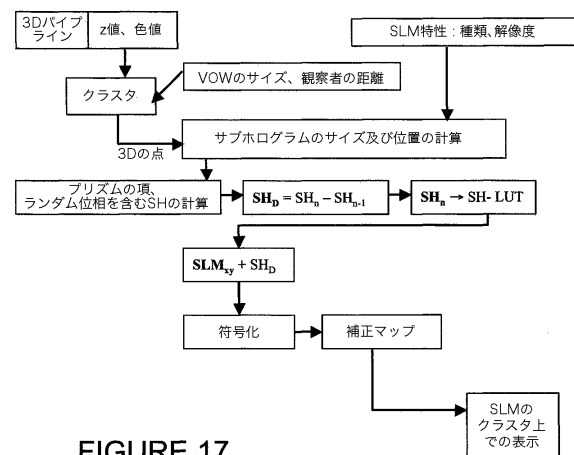 3Dパイプ
ライン
z値、色値
SLM特性：種類、解像度
VOWのサイズ、観察者の距離
クラスタ
3Dの点
サブホログラムのサイズ及び位置の計算
プリズムの項、
ランダム位相を含むSHの計算
SH_D = SH_n − SH_{n-1}
SH_n → SH- LUT
SLM_{xy} + SH_D
符号化
補正マップ
SLMの
クラスタ上
での表示
FIGURE 17